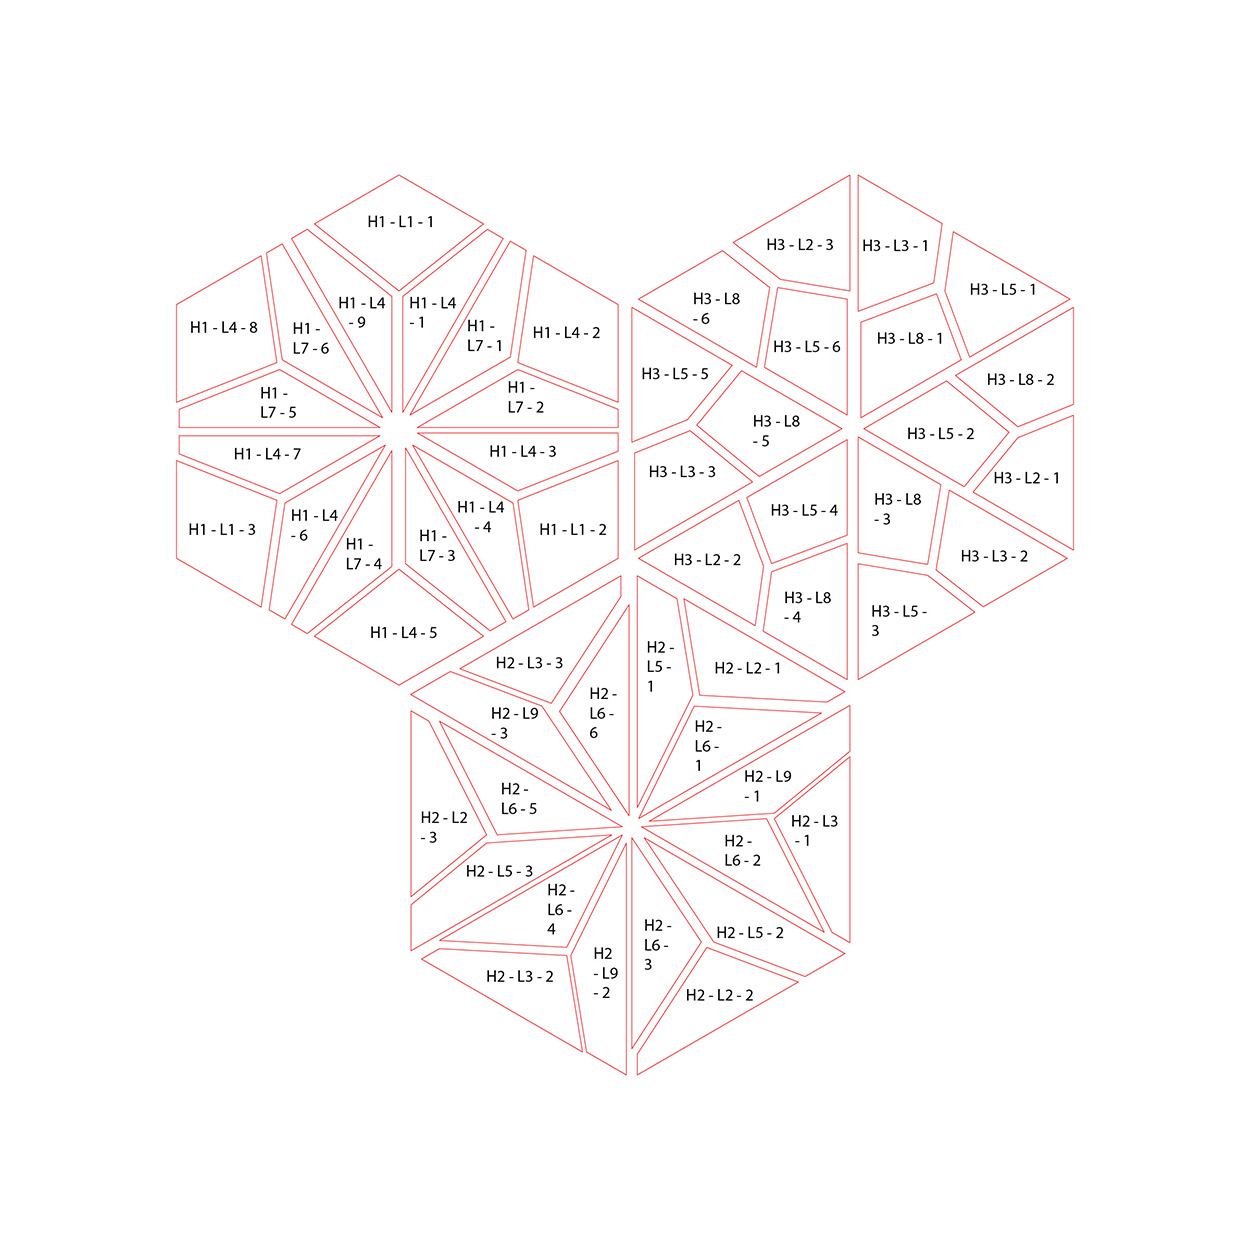 H1 - L1 - 1
H1 - L4
- 9
H1 - L4
- 1
H1 - L4 - 8
H1 -
L7 - 6
H1 -
L7 - 1
H1 - L4 - 2
H1 -
L7 - 5
H1 -
L7 - 2
H1 - L4 - 7
H1 - L4 - 3
H1 - L1 - 3
H1 - L4
- 6
H1 -
L7 - 4
H1 -
L7 - 3
H1 - L4
- 4
H1 - L1 - 2
H1 - L4 - 5
H3 - L2 - 3
H3 - L3 - 1
H3 - L8
- 6
H3 - L5 - 1
H3 - L5 - 6
H3 - L8 - 1
H3 - L5 - 5
H3 - L8 - 2
H3 - L8
- 5
H3 - L5 - 2
H3 - L3 - 3
H3 - L2 - 1
H3 - L5 - 4
H3 - L8
- 3
H3 - L2 - 2
H3 - L3 - 2
H3 - L8
- 4
H3 - L5 -
3
H2 - L3 - 3
H2 -
L5 -
1
H2 - L2 - 1
H2 - L9
- 3
H2 -
L6 -
6
H2 -
L6 -
1
H2 -
L6 - 5
H2 - L9
- 1
H2 - L2
- 3
H2 - L3
- 1
H2 -
L6 - 2
H2 - L5 - 3
H2 -
L6 -
4
H2 -
L6 -
3
H2 - L5 - 2
H2 - L3 - 2
H2
- L9
- 2
H2 - L2 - 2